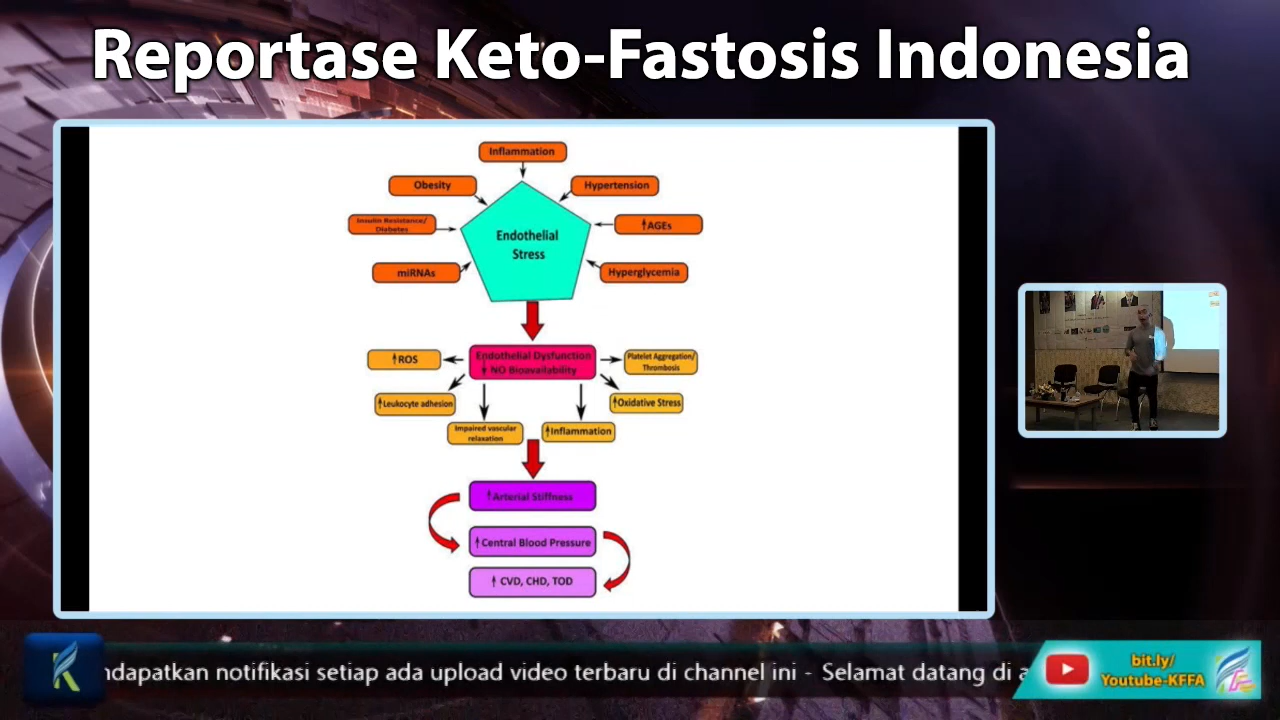 Reportase Keto-Fastosis Indonesia
Inflammation
Obesity
Hypertension
Insulin Resistance/
Diabetes
↑AGEs
Endothelial
Stress
miRNAs
Hyperglycemia
Endothelial Dysfunction
↓ NO Bioavailability
↑ROS
Platelet Aggregation/
Thrombosis
↑Leukocyte adhesion
↑Oxidative Stress
Impaired vascular
relaxation
↑Inflammation
↑Arterial Stiffness
↑Central Blood Pressure
↑ CVD, CHD, TOD
ndapatkan notifikasi setiap ada upload video terbaru di channel ini - Selamat datang di a
bit.ly/
Youtube-KFFA